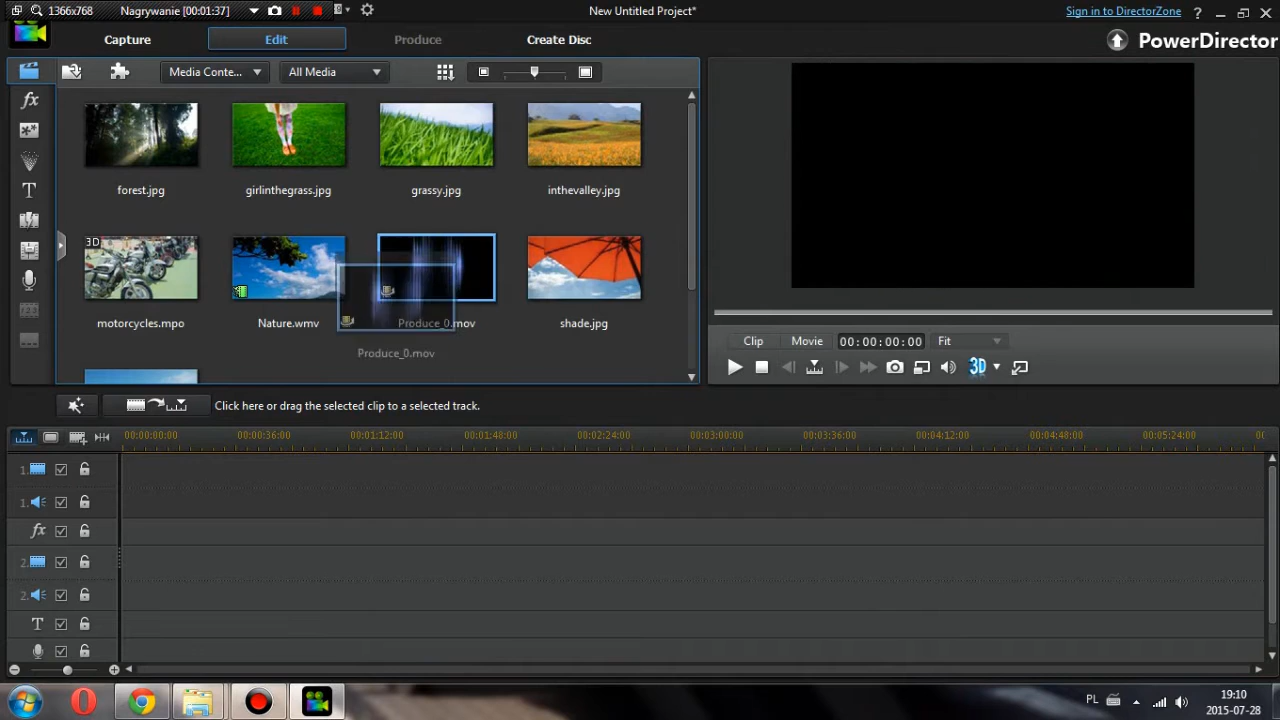 1366x768
Nagrywanie [00:01:37]
New Untitled Project*
Sign in to DirectorZone
?
Capture
Edit
Produce
Create Disc
PowerDirector
Media Conte...
All Media
fx
T
forest.jpg
girlinthegrass.jpg
grassy.jpg
inthevalley.jpg
3D
motorcycles.mpo
Nature.wmv
Produce_0.mov
shade.jpg
Produce_0.mov
Clip
Movie
00:00:00:00
Fit
3D
Click here or drag the selected clip to a selected track.
00:00:00:00
00:00:36:00
00:01:12:00
00:01:48:00
00:02:24:00
00:03:00:00
00:03:36:00
00:04:12:00
00:04:48:00
00:05:24:00
1.
1.
fx
2.
2.
T
PL
19:10
2015-07-28